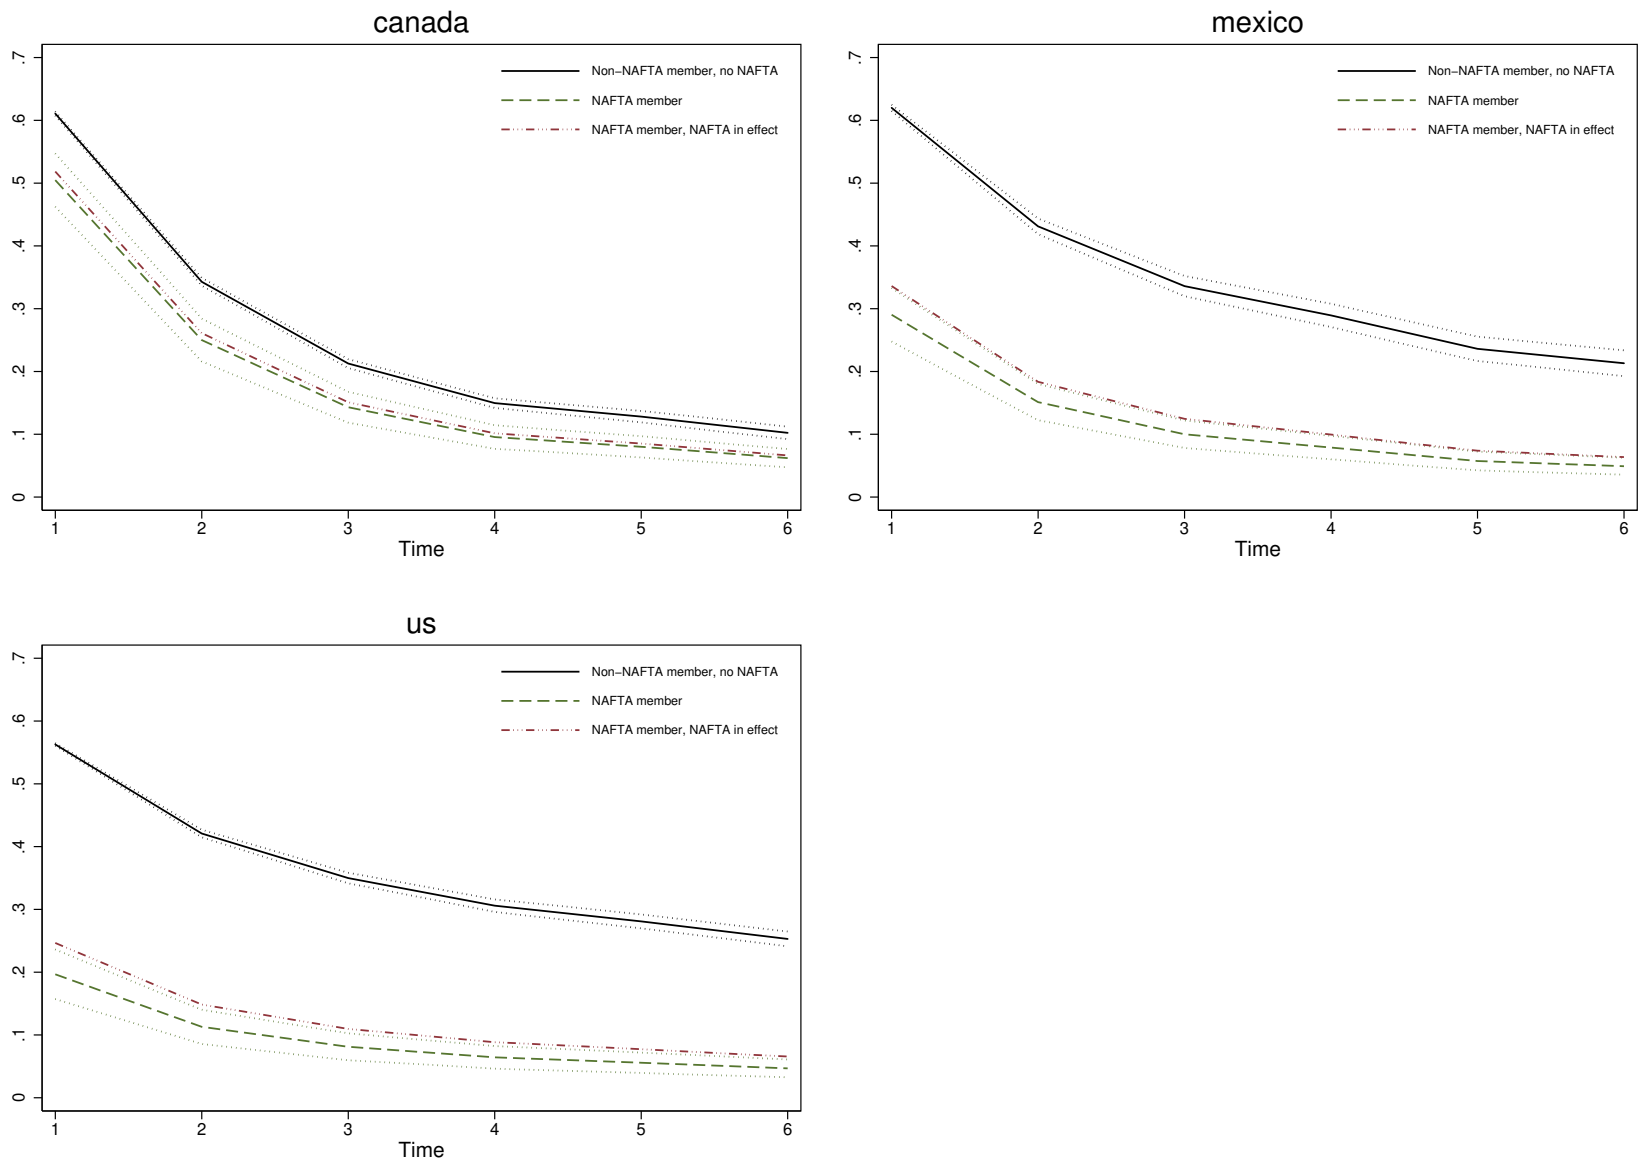 canada
.7
.6
.5
.4
.3
.2
.1
0
Non−NAFTA member, no NAFTA
NAFTA member
NAFTA member, NAFTA in effect
1 2 3 4 5 6
Time
mexico
.7
.6
.5
.4
.3
.2
.1
0
Non−NAFTA member, no NAFTA
NAFTA member
NAFTA member, NAFTA in effect
1 2 3 4 5 6
Time
us
.7
.6
.5
.4
.3
.2
.1
0
Non−NAFTA member, no NAFTA
NAFTA member
NAFTA member, NAFTA in effect
1 2 3 4 5 6
Time